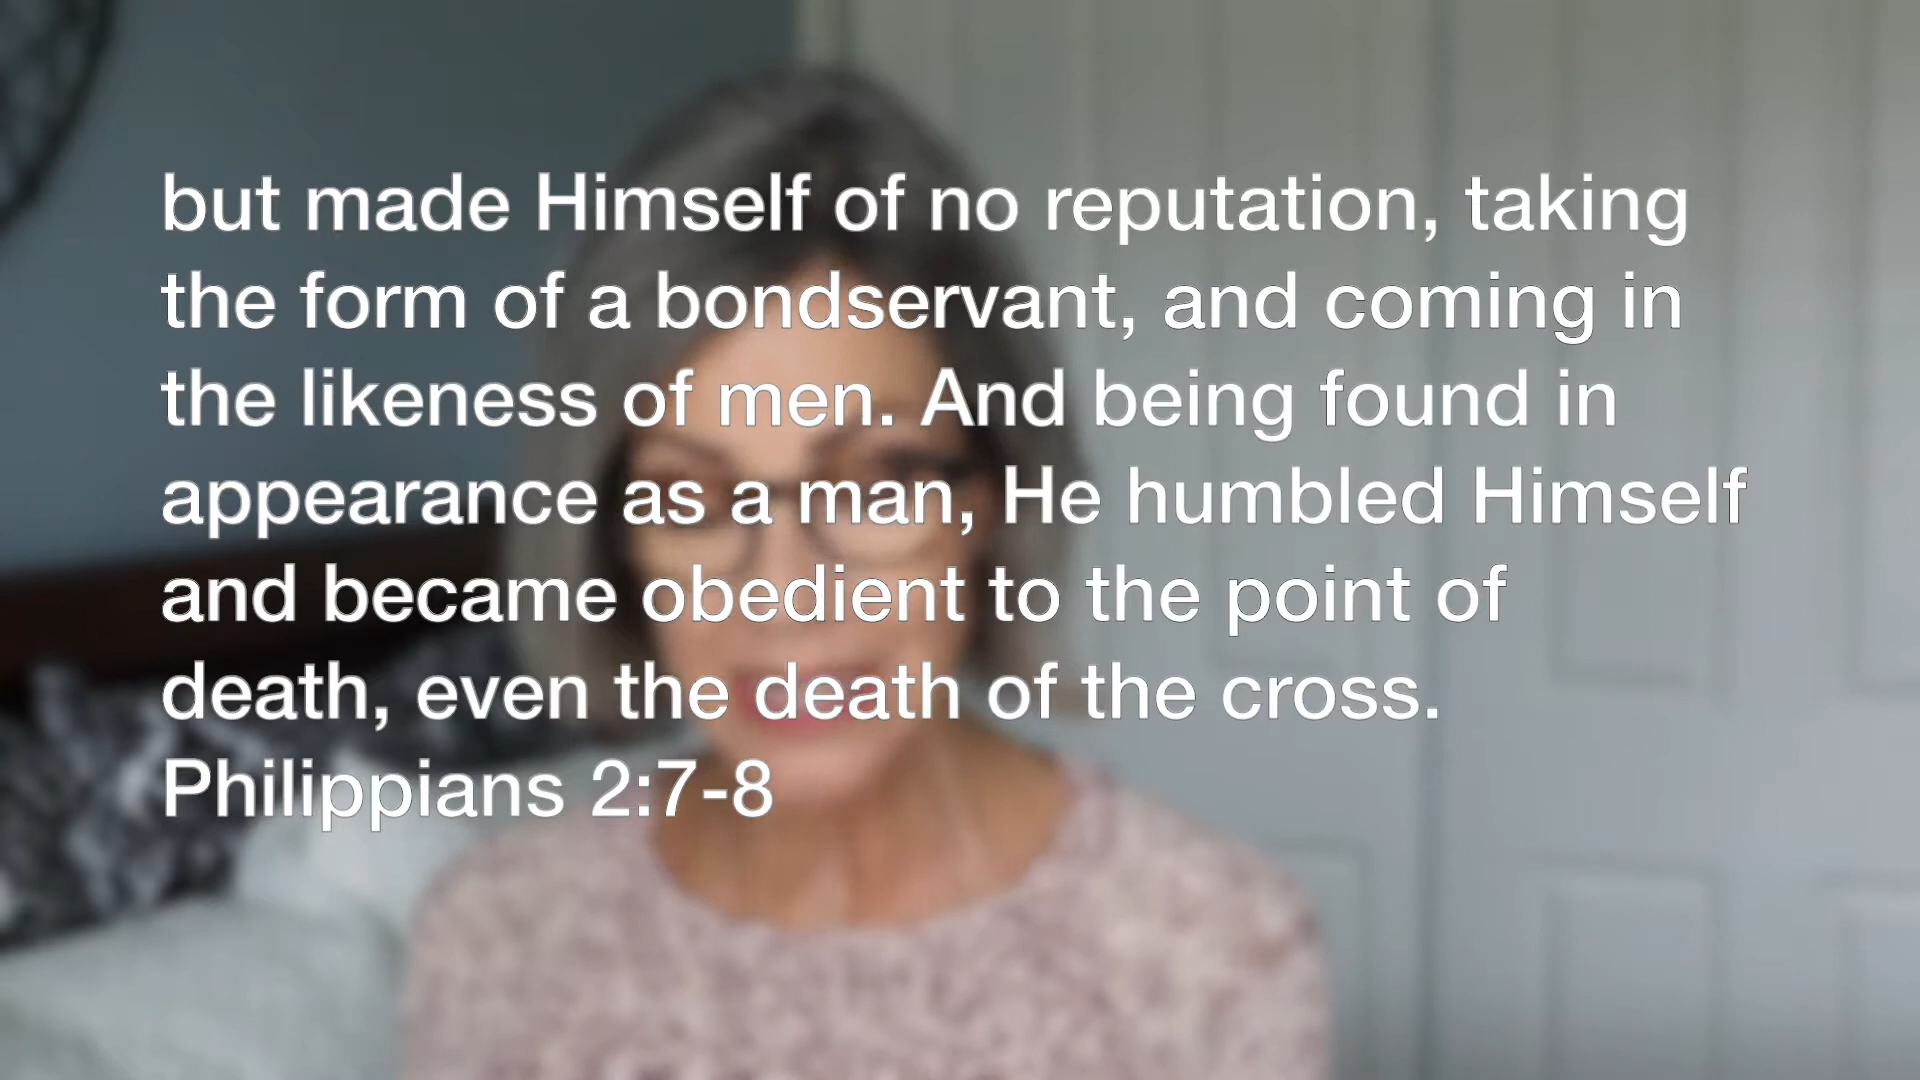 but made Himself of no reputation, taking
the form of a bondservant, and coming in
the likeness of men. And being found in
appearance as a man, He humbled Himself
and became obedient to the point of
death, even the death of the cross.
Philippians 2:7-8